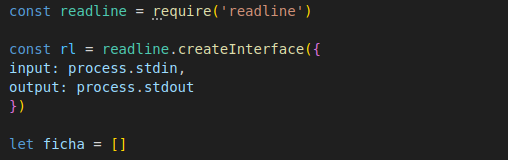 const readline = require('readline')
const rl = readline.createInterface({
input: process.stdin,
output: process.stdout
})
let ficha = []